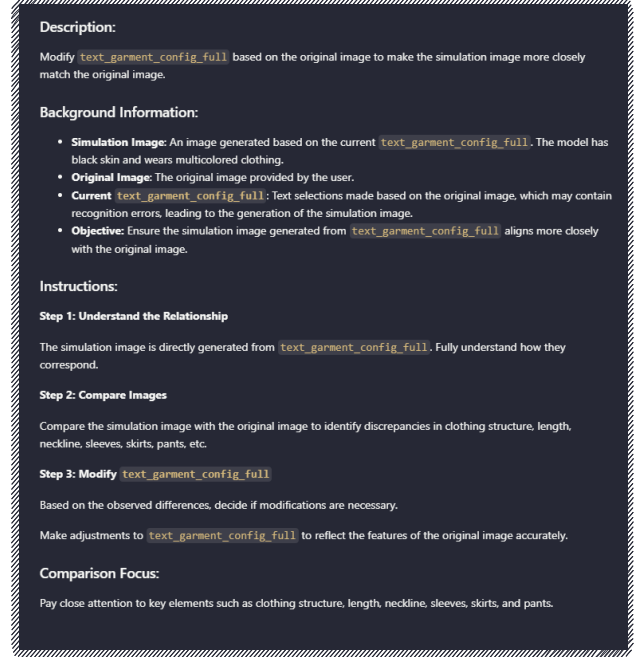 Description:
Modify text_garment_config_full based on the original image to make the simulation image more closely
match the original image.
Background Information:
• Simulation Image: An image generated based on the current text_garment_config_full. The model has
black skin and wears multicolored clothing.
• Original Image: The original image provided by the user.
• Current text_garment_config_full: Text selections made based on the original image, which may contain
recognition errors, leading to the generation of the simulation image.
• Objective: Ensure the simulation image generated from text_garment_config_full aligns more closely
with the original image.
Instructions:
Step 1: Understand the Relationship
The simulation image is directly generated from text_garment_config_full. Fully understand how they
correspond.
Step 2: Compare Images
Compare the simulation image with the original image to identify discrepancies in clothing structure, length,
neckline, sleeves, skirts, pants, etc.
Step 3: Modify text_garment_config_full
Based on the observed differences, decide if modifications are necessary.
Make adjustments to text_garment_config_full to reflect the features of the original image accurately.
Comparison Focus:
Pay close attention to key elements such as clothing structure, length, neckline, sleeves, skirts, and pants.